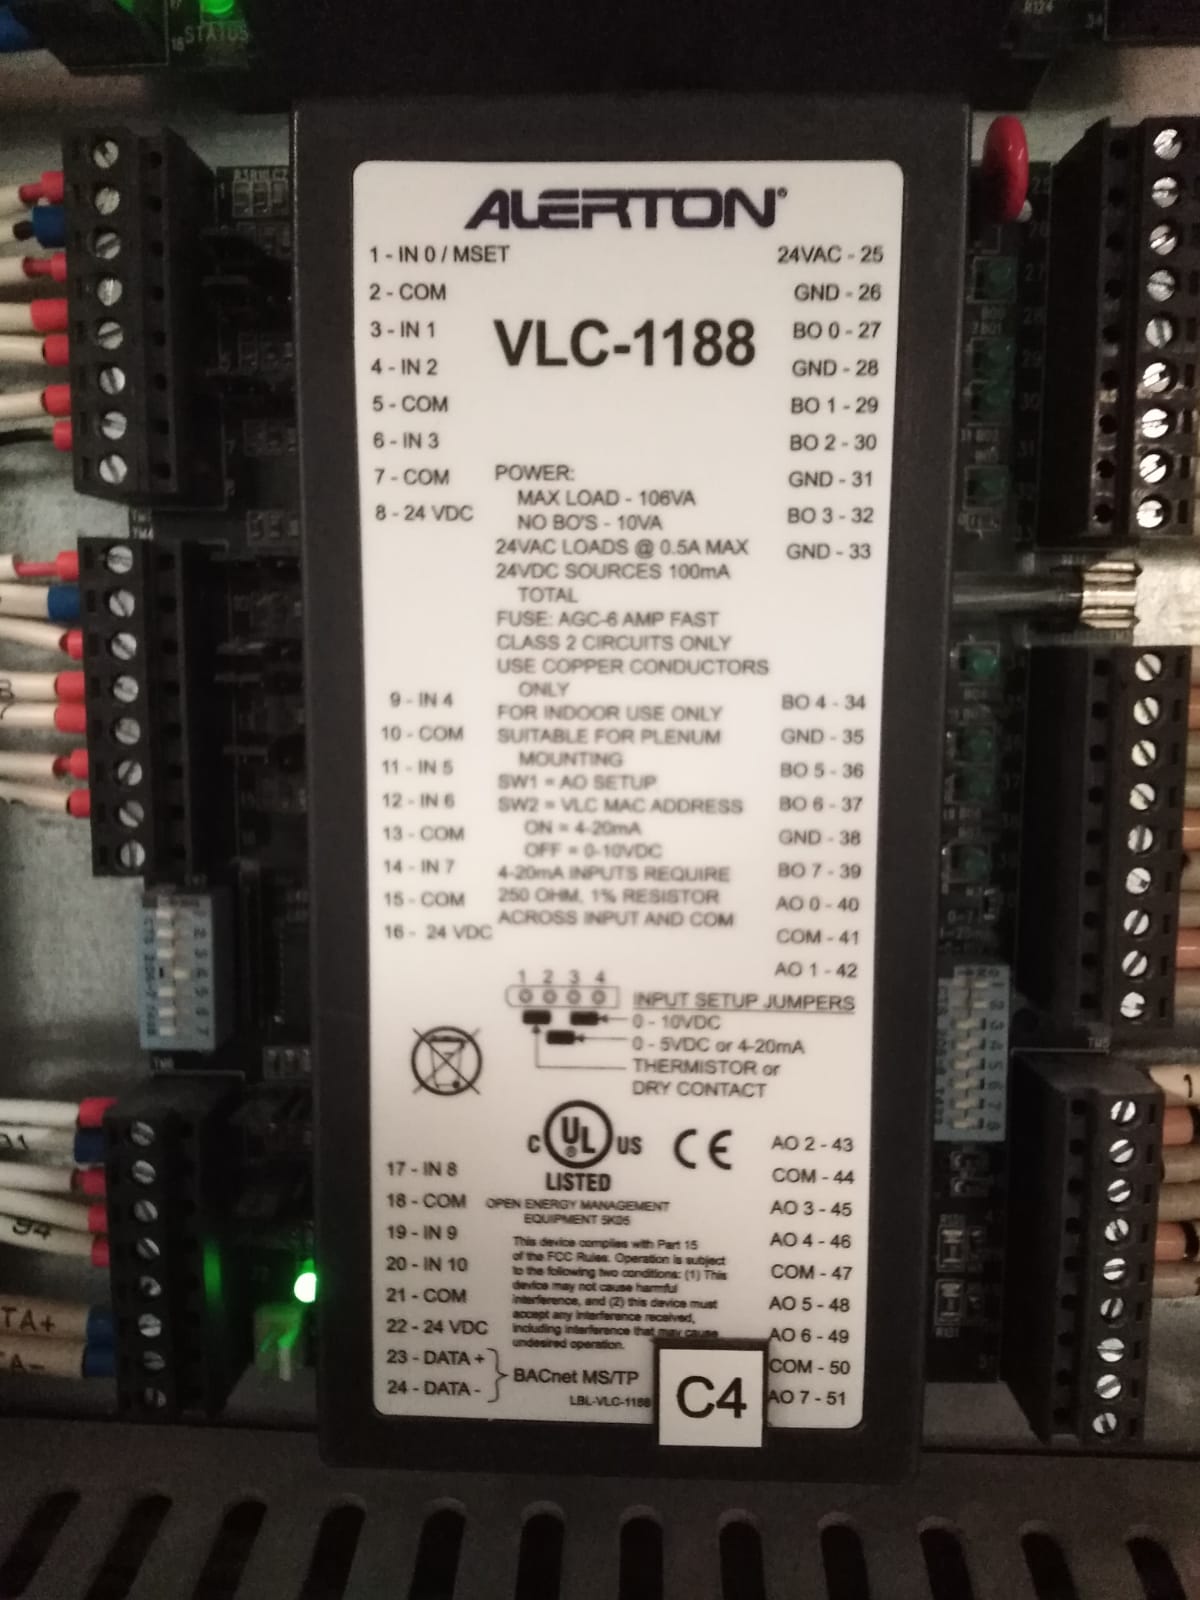 STATUS
ALERTON®
1 - IN 0 / MSET
2 - COM
3 - IN 1
4 - IN 2
5 - COM
6 - IN 3
7 - COM
8 - 24 VDC
24VAC - 25
GND - 26
BO 0 - 27
GND - 28
BO 1 - 29
BO 2 - 30
GND - 31
BO 3 - 32
GND - 33
VLC-1188
POWER:
MAX LOAD - 106VA
NO BO'S - 10VA
24VAC LOADS @ 0.5A MAX
24VDC SOURCES 100mA
TOTAL
FUSE: AGC-6 AMP FAST
CLASS 2 CIRCUITS ONLY
USE COPPER CONDUCTORS
ONLY
FOR INDOOR USE ONLY
SUITABLE FOR PLENUM
MOUNTING
SW1 = AO SETUP
SW2 = VLC MAC ADDRESS
ON = 4-20mA
OFF = 0-10VDC
4-20mA INPUTS REQUIRE
250 OHM, 1% RESISTOR
ACROSS INPUT AND COM
9 - IN 4
10 - COM
11 - IN 5
12 - IN 6
13 - COM
14 - IN 7
15 - COM
16 - 24 VDC
BO 4 - 34
GND - 35
BO 5 - 36
BO 6 - 37
GND - 38
BO 7 - 39
AO 0 - 40
COM - 41
AO 1 - 42
1 2 3 4
INPUT SETUP JUMPERS
0 - 10VDC
0 - 5VDC or 4-20mA
THERMISTOR or
DRY CONTACT
C UL® US
LISTED
CE
OPEN ENERGY MANAGEMENT
EQUIPMENT 5K05
This device complies with Part 15
of the FCC Rules. Operation is subject
to the following two conditions: (1) This
device may not cause harmful
interference, and (2) this device must
accept any interference received,
including interference that may cause
undesired operation.
17 - IN 8
18 - COM
19 - IN 9
20 - IN 10
21 - COM
22 - 24 VDC
23 - DATA +
24 - DATA -
BACnet MS/TP
LBL-VLC-1188
C4
AO 2 - 43
COM - 44
AO 3 - 45
AO 4 - 46
COM - 47
AO 5 - 48
AO 6 - 49
COM - 50
AO 7 - 51
TA+